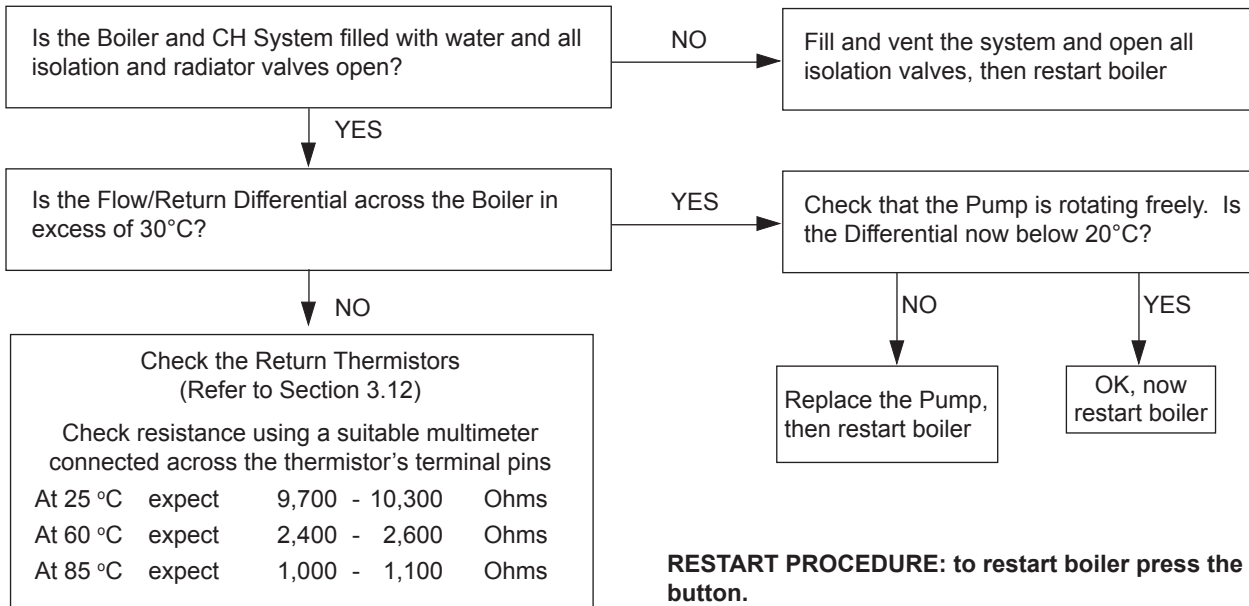 Is the Boiler and CH System filled with water and all
isolation and radiator valves open?
NO
Fill and vent the system and open all
isolation valves, then restart boiler
YES
Is the Flow/Return Differential across the Boiler in
excess of 30°C?
YES
Check that the Pump is rotating freely.  Is
the Differential now below 20°C?
NO
NO
YES
Check the Return Thermistors
(Refer to Section 3.12)
Check resistance using a suitable multimeter
connected across the thermistor's terminal pins
At 25 °C expect 9,700 - 10,300 Ohms
At 60 °C expect 2,400 - 2,600 Ohms
At 85 °C expect 1,000 - 1,100 Ohms
Replace the Pump,
then restart boiler
OK, now
restart boiler
RESTART PROCEDURE: to restart boiler press the
button.